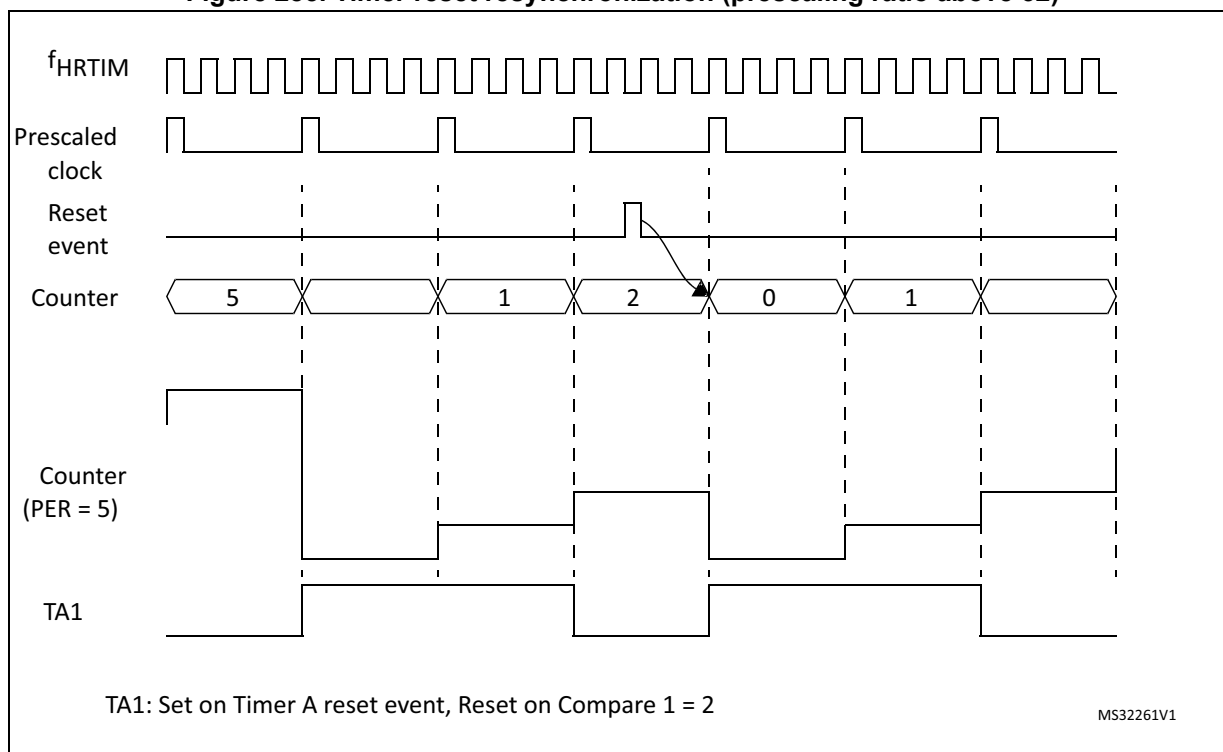 fHRTIM
Prescaled
clock
Reset
event
Counter
5
1
2
0
1
Counter
(PER = 5)
TA1
TA1: Set on Timer A reset event, Reset on Compare 1 = 2
MS32261V1